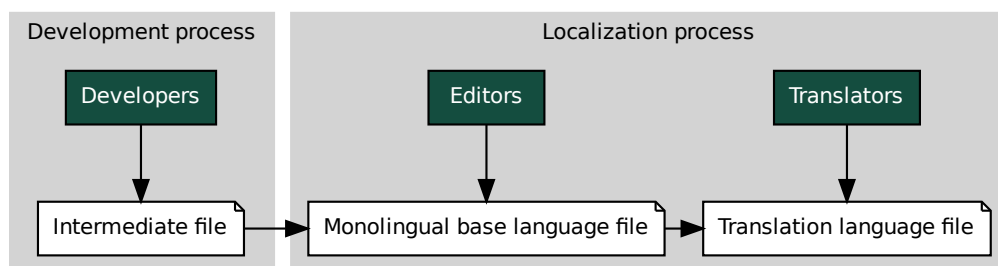 Development process
Localization process
Developers
Editors
Translators
Intermediate file
Monolingual base language file
Translation language file